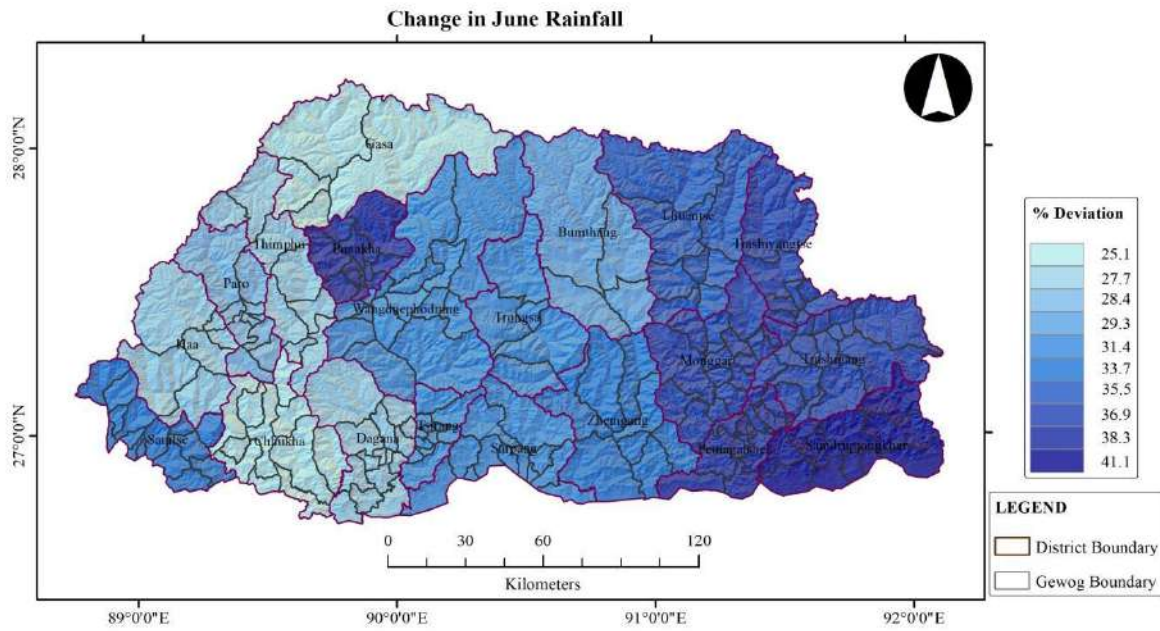 Change in June Rainfall
28°0'0"N
27°0'0"N
Gasa
Punakha
Thimphu
Paro
Haa
Wangduephodrang
Bumthang
Lhuentse
Trashiyangtse
Trongsa
Monggar
Trashigang
Samtse
Chhukha
Dagana
Tsirang
Sarpang
Zhemgang
Pemagatshel
Samdrupjongkhar
0 30 60 120
Kilometers
89°0'0"E 90°0'0"E 91°0'0"E 92°0'0"E
% Deviation
25.1
27.7
28.4
29.3
31.4
33.7
35.5
36.9
38.3
41.1
LEGEND
District Boundary
Gewog Boundary